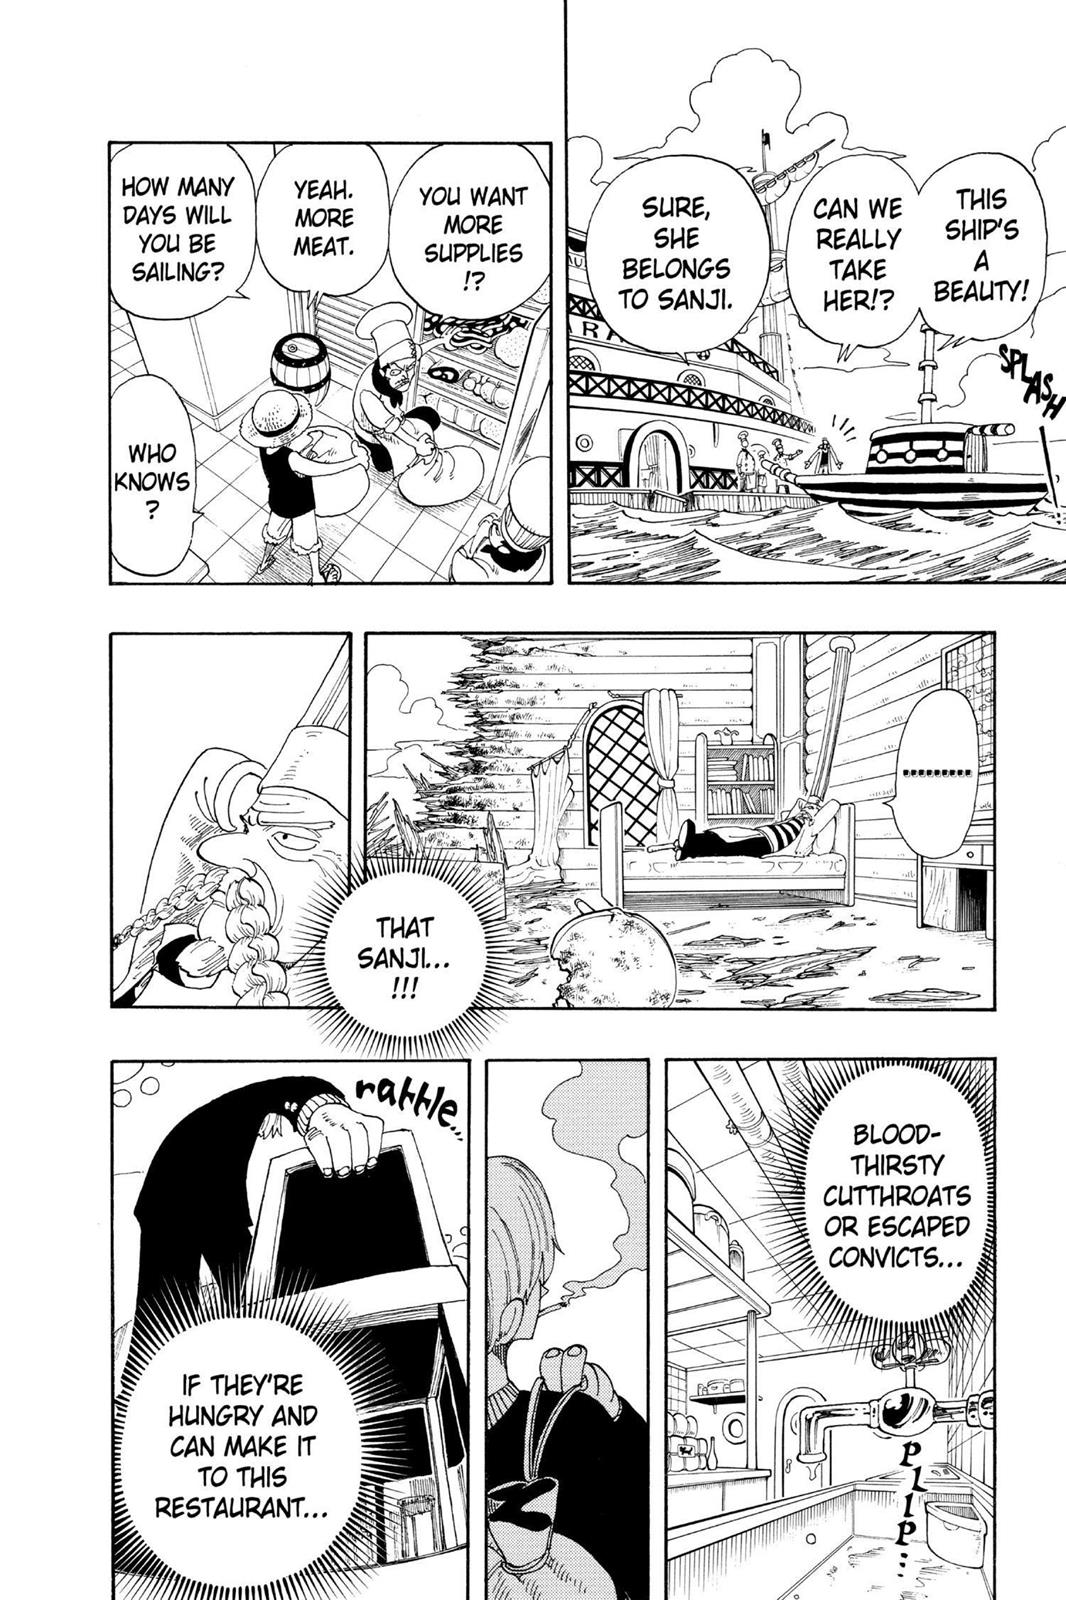 THIS
SHIP'S
A
BEAUTY!
CAN WE
REALLY
TAKE
HER!?
SURE,
SHE
BELONGS
TO SANJI.
SPLASH
YOU WANT
MORE
SUPPLIES
!?
YEAH.
MORE
MEAT.
HOW MANY
DAYS WILL
YOU BE
SAILING?
WHO
KNOWS
?
..........
THAT
SANJI...
!!!
BLOOD-
THIRSTY
CUTTHROATS
OR ESCAPED
CONVICTS...
PLIP...
rattle...
IF THEY'RE
HUNGRY AND
CAN MAKE IT
TO THIS
RESTAURANT...